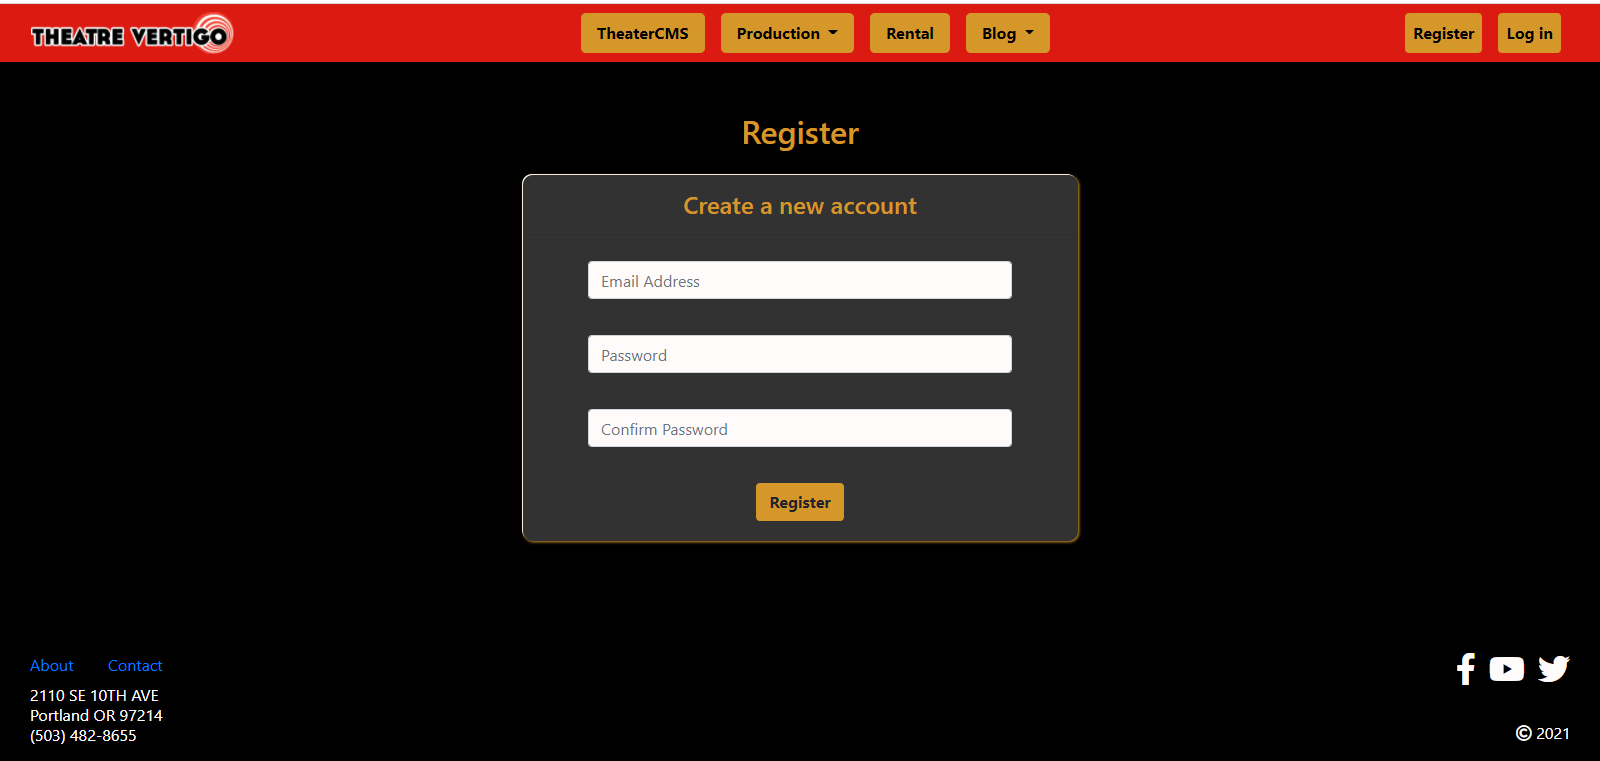 THEATRE VERTIGO
TheaterCMS Production Rental Blog Register Log in
Register
Create a new account
Email Address
Password
Confirm Password
Register
About Contact
2110 SE 10TH AVE
Portland OR 97214
(503) 482-8655
© 2021